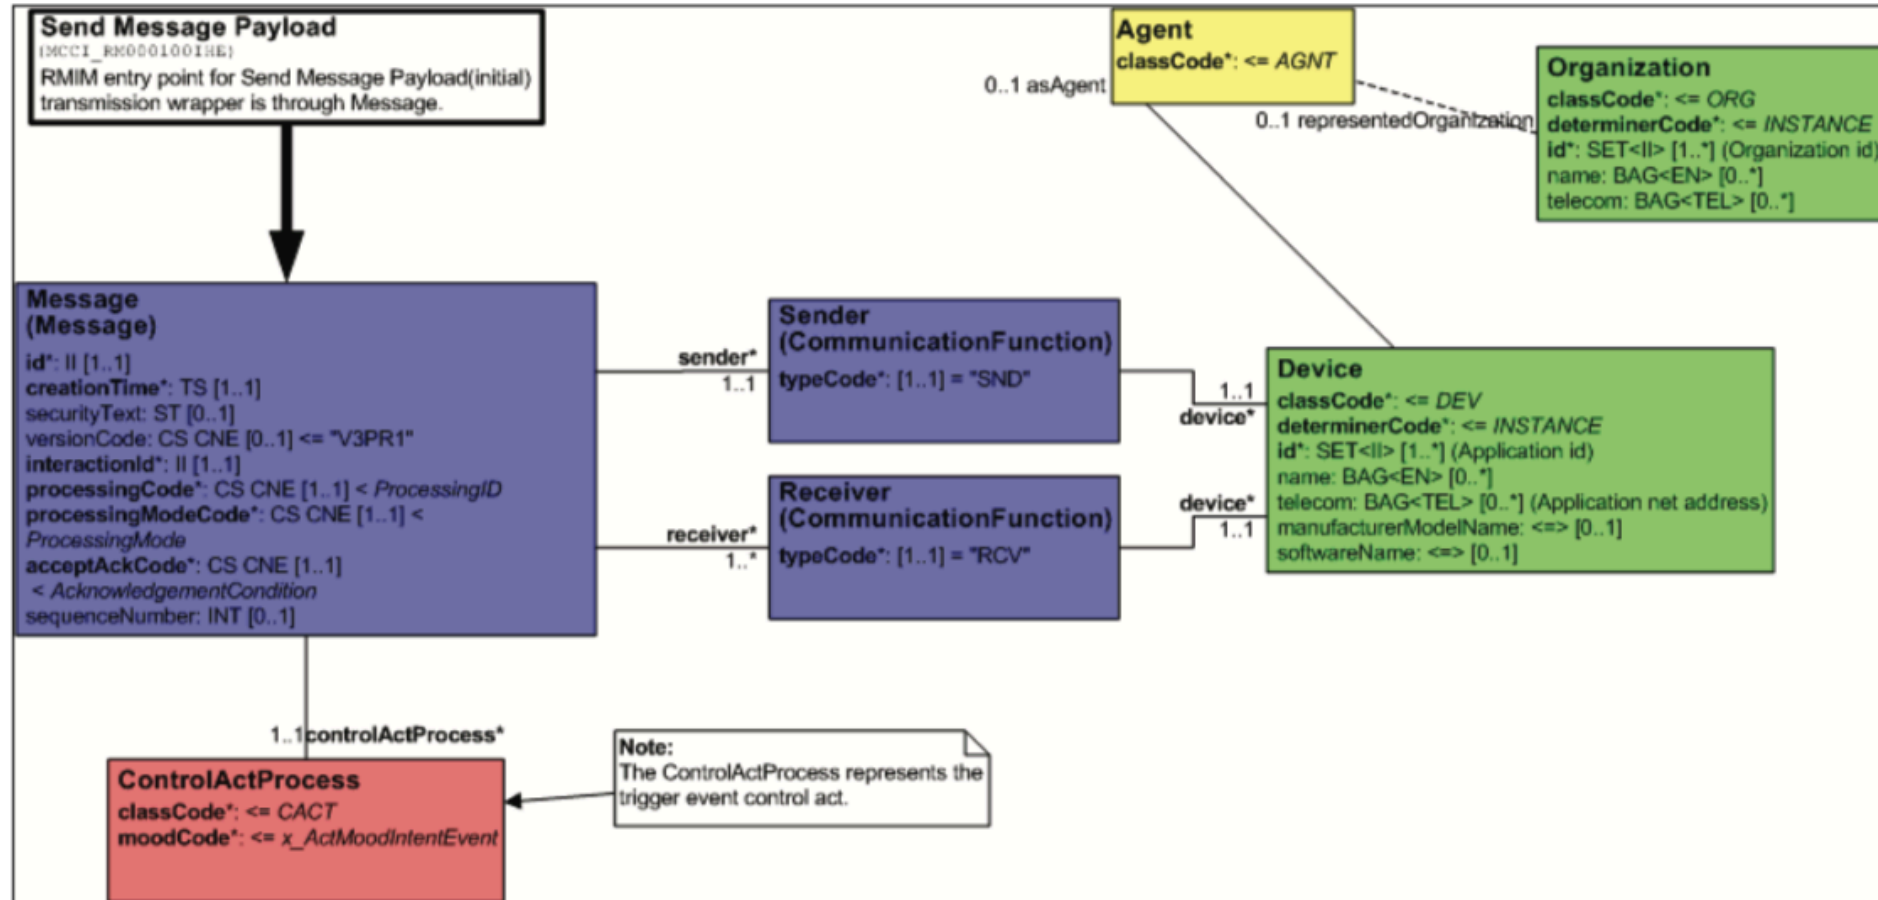 Send Message Payload
(MCCI_RM000100IHE)
RMIM entry point for Send Message Payload(initial)
transmission wrapper is through Message.
Agent
classCode*: <= AGNT
0..1 asAgent
0..1 representedOrganization
Organization
classCode*: <= ORG
determinerCode*: <= INSTANCE
id*: SET<II> [1..*] (Organization id)
name: BAG<EN> [0..*]
telecom: BAG<TEL> [0..*]
Message
(Message)
id*: II [1..1]
creationTime*: TS [1..1]
securityText: ST [0..1]
versionCode: CS CNE [0..1] <= "V3PR1"
interactionId*: II [1..1]
processingCode*: CS CNE [1..1] < ProcessingID
processingModeCode*: CS CNE [1..1] <
ProcessingMode
acceptAckCode*: CS CNE [1..1]
< AcknowledgementCondition
sequenceNumber: INT [0..1]
sender*
1..1
Sender
(CommunicationFunction)
typeCode*: [1..1] = "SND"
1..1
device*
receiver*
1..*
Receiver
(CommunicationFunction)
typeCode*: [1..1] = "RCV"
device*
1..1
Device
classCode*: <= DEV
determinerCode*: <= INSTANCE
id*: SET<II> [1..*] (Application id)
name: BAG<EN> [0..*]
telecom: BAG<TEL> [0..*] (Application net address)
manufacturerModelName: <=> [0..1]
softwareName: <=> [0..1]
1..1 controlActProcess*
ControlActProcess
classCode*: <= CACT
moodCode*: <= x_ActMoodIntentEvent
Note:
The ControlActProcess represents the
trigger event control act.